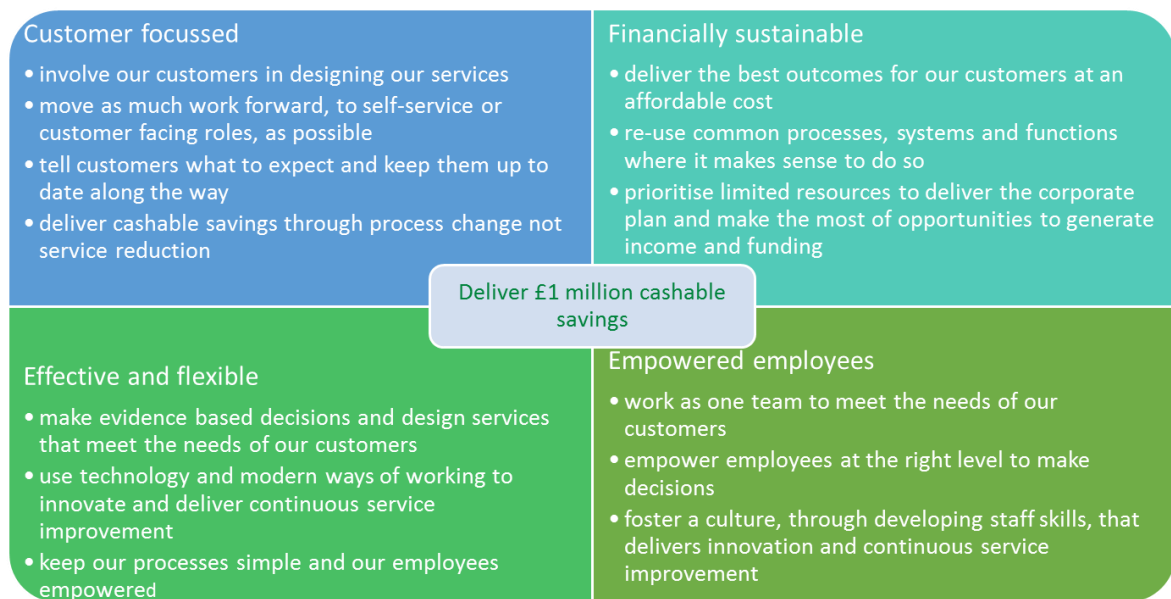 Customer focussed
• involve our customers in designing our services
• move as much work forward, to self-service or
customer facing roles, as possible
• tell customers what to expect and keep them up to
date along the way
• deliver cashable savings through process change not
service reduction
Financially sustainable
• deliver the best outcomes for our customers at an
affordable cost
• re-use common processes, systems and functions
where it makes sense to do so
• prioritise limited resources to deliver the corporate
plan and make the most of opportunities to generate
income and funding
Deliver £1 million cashable
savings
Effective and flexible
• make evidence based decisions and design services
that meet the needs of our customers
• use technology and modern ways of working to
innovate and deliver continuous service
improvement
• keep our processes simple and our employees
empowered
Empowered employees
• work as one team to meet the needs of our
customers
• empower employees at the right level to make
decisions
• foster a culture, through developing staff skills, that
delivers innovation and continuous service
improvement